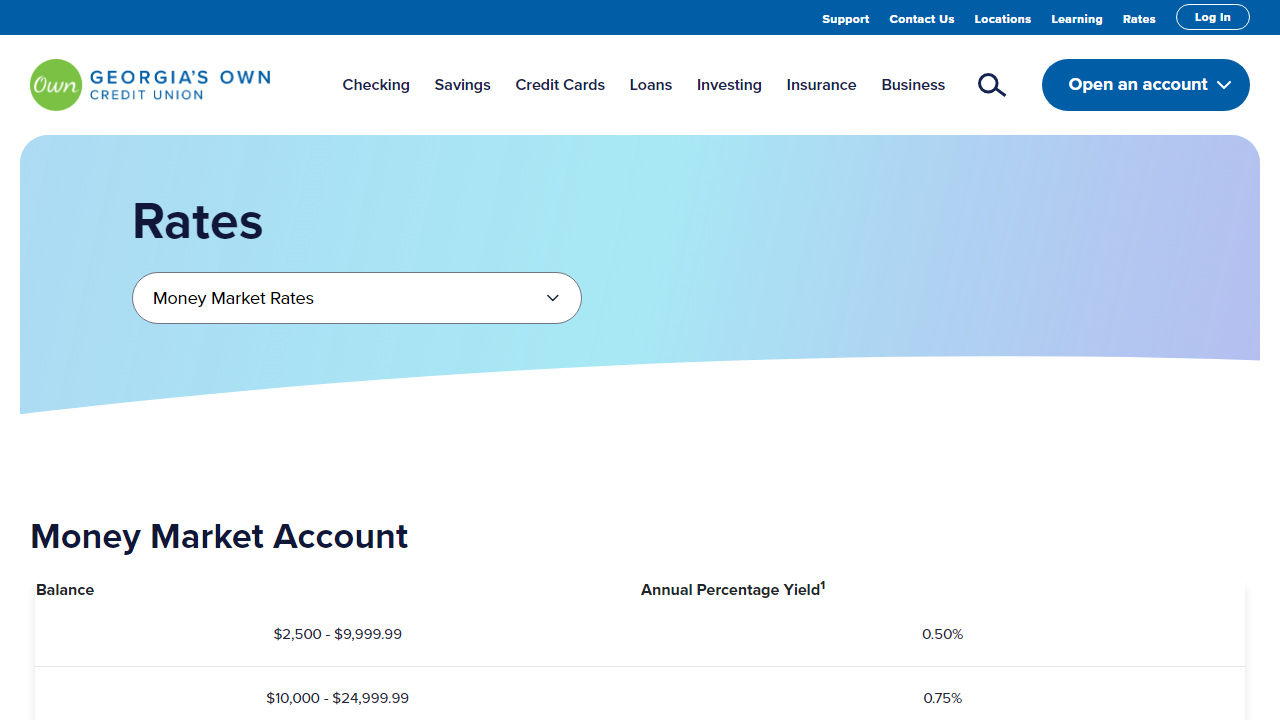 Support Contact Us Locations Learning Rates Log In
Own GEORGIA'S OWN
CREDIT UNION
Checking Savings Credit Cards Loans Investing Insurance Business Open an account
Rates
Money Market Rates
Money Market Account
Balance Annual Percentage Yield1
$2,500 - $9,999.99 0.50%
$10,000 - $24,999.99 0.75%